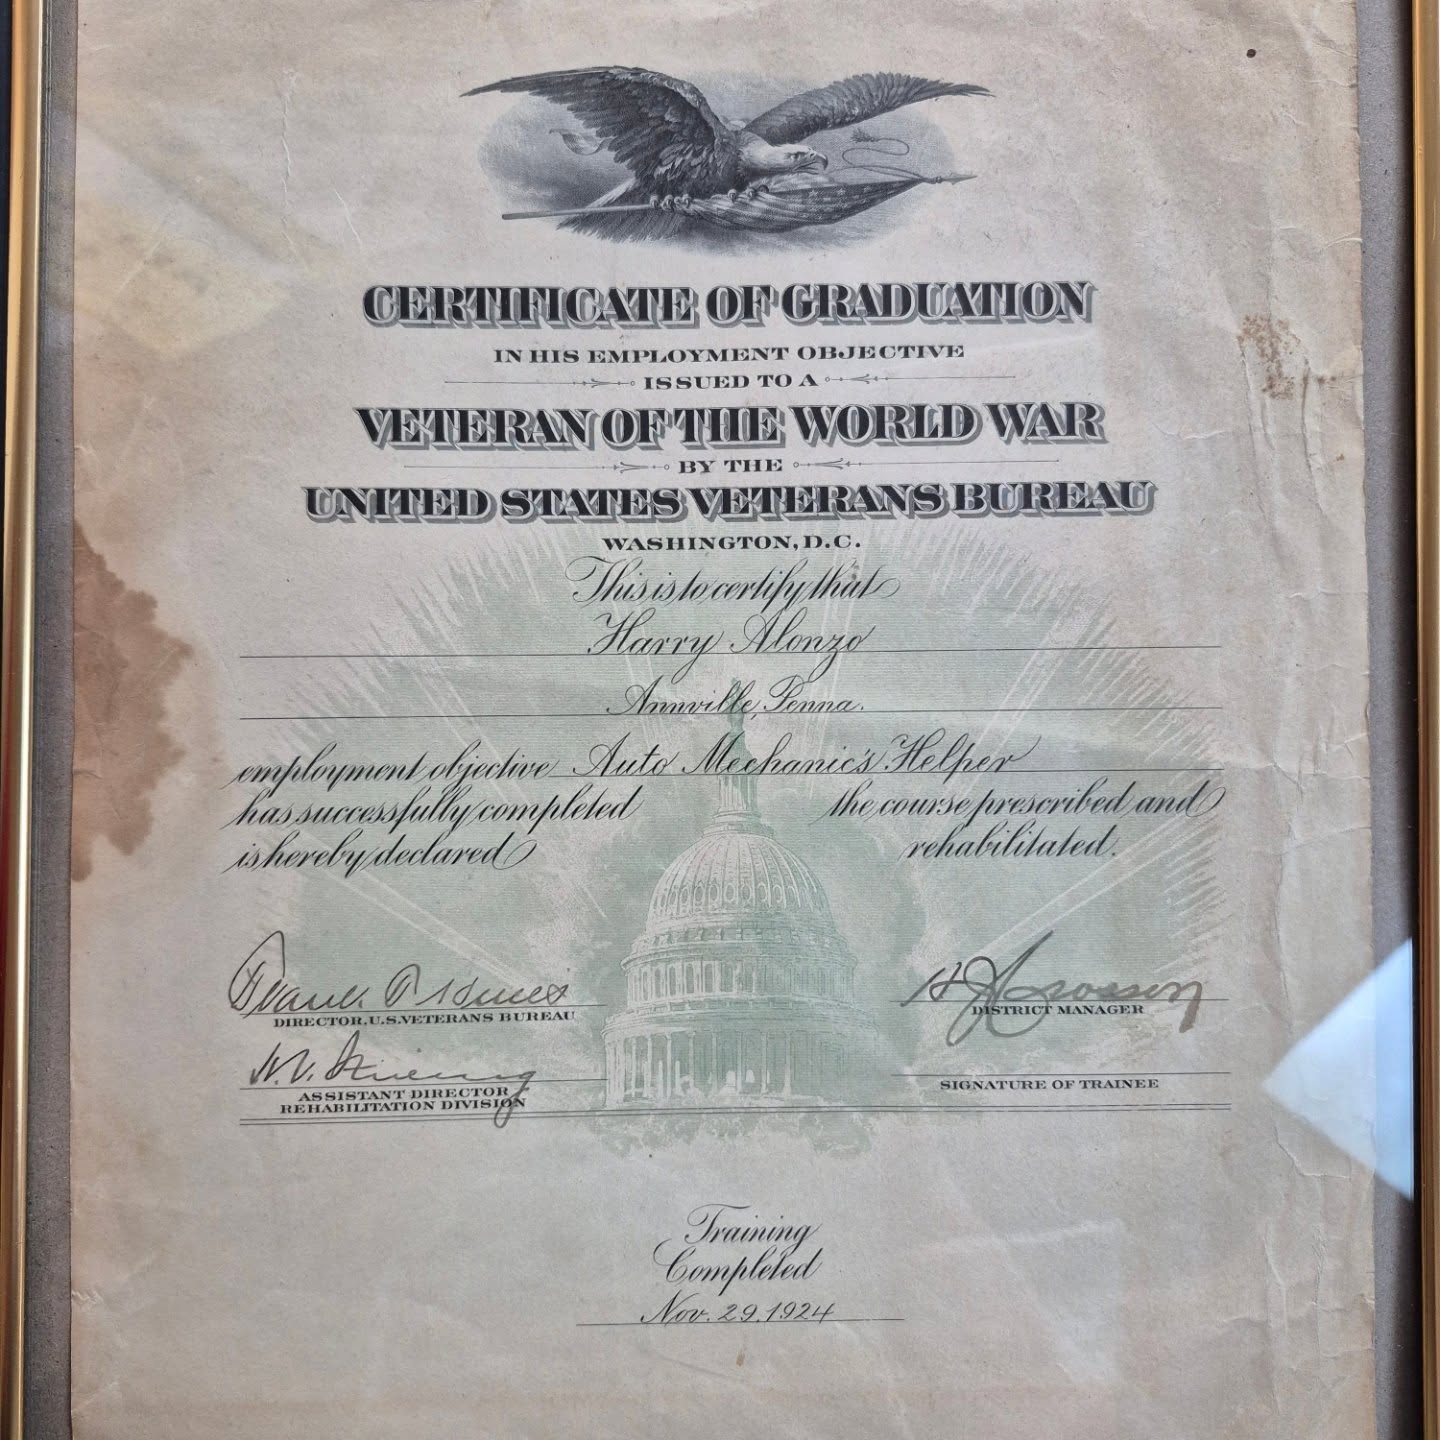 CERTIFICATE OF GRADUATION
IN HIS EMPLOYMENT OBJECTIVE
ISSUED TO A
VETERAN OF THE WORLD WAR
BY THE
UNITED STATES VETERANS BUREAU
WASHINGTON, D.C.
This is to certify that
Harry Alonzo
Annville, Penna.
employment objective Auto Mechanic's Helper
has successfully completed the course prescribed and
is hereby declared rehabilitated.
Frank T Hines
DIRECTOR, U.S. VETERANS BUREAU
DISTRICT MANAGER
ASSISTANT DIRECTOR
REHABILITATION DIVISION
SIGNATURE OF TRAINEE
Training
Completed
Nov. 29, 1924